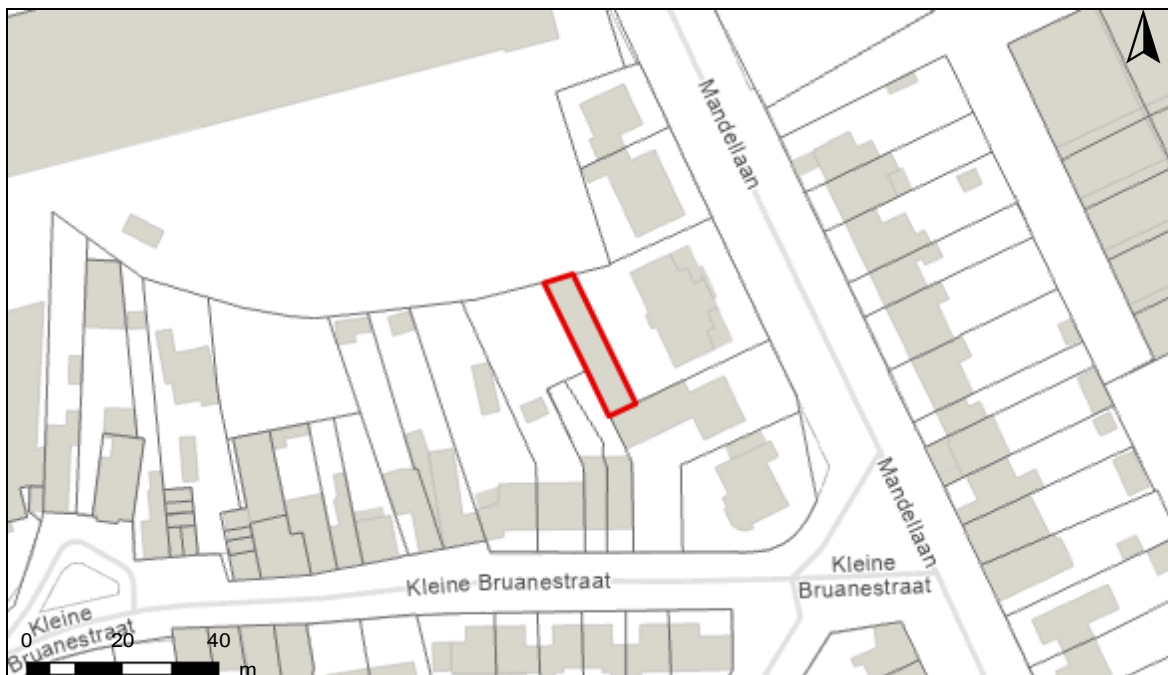 Mandellaan
Mandellaan
Kleine
Bruanestraat
Kleine Bruanestraat
Kleine
Bruanestraat
0 20 40
m